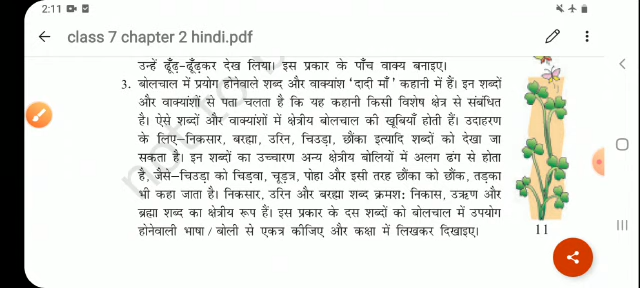 2:11
class 7 chapter 2 hindi.pdf
उन्हें ढूँढ़-ढूँढ़कर देख लिया। इस प्रकार के पाँच वाक्य बनाइए।
3. बोलचाल में प्रयोग होनेवाले शब्द और वाक्यांश 'दादी माँ' कहानी में हैं। इन शब्दों
और वाक्यांशों से पता चलता है कि यह कहानी किसी विशेष क्षेत्र से संबंधित
है। ऐसे शब्दों और वाक्यांशों में क्षेत्रीय बोलचाल की खूबियाँ होती हैं। उदाहरण
के लिए–निकसार, बरह्मा, उरिन, चिउड़ा, छौंका इत्यादि शब्दों को देखा जा
सकता है। इन शब्दों का उच्चारण अन्य क्षेत्रीय बोलियों में अलग ढंग से होता
है, जैसे–चिउड़ा को चिड़वा, चूड़त्र, पोहा और इसी तरह छौंका को छौंक, तड़का
भी कहा जाता है। निकसार, उरिन और बरह्मा शब्द क्रमशः निकास, उऋण और
ब्रह्मा शब्द का क्षेत्रीय रूप हैं। इस प्रकार के दस शब्दों को बोलचाल में उपयोग
होनेवाली भाषा/बोली से एकत्र कीजिए और कक्षा में लिखकर दिखाइए।
11